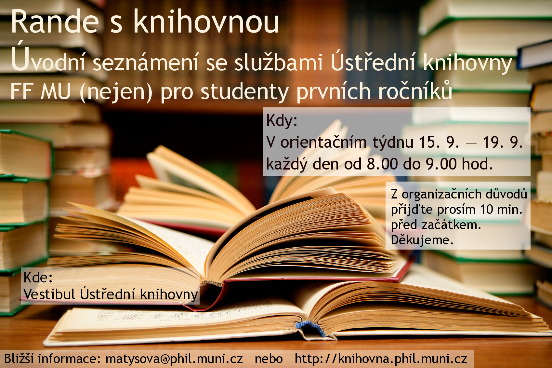 Rande s knihovnou
Úvodní seznámení se službami Ústřední knihovny
FF MU (nejen) pro studenty prvních ročníků
Kdy:
V orientačním týdnu 15. 9. — 19. 9.
každý den od 8.00 do 9.00 hod.
Z organizačních důvodů
přijďte prosím 10 min.
před začátkem.
Děkujeme.
Kde:
Vestibul Ústřední knihovny
Bližší informace: matysova@phil.muni.cz nebo http://knihovna.phil.muni.cz